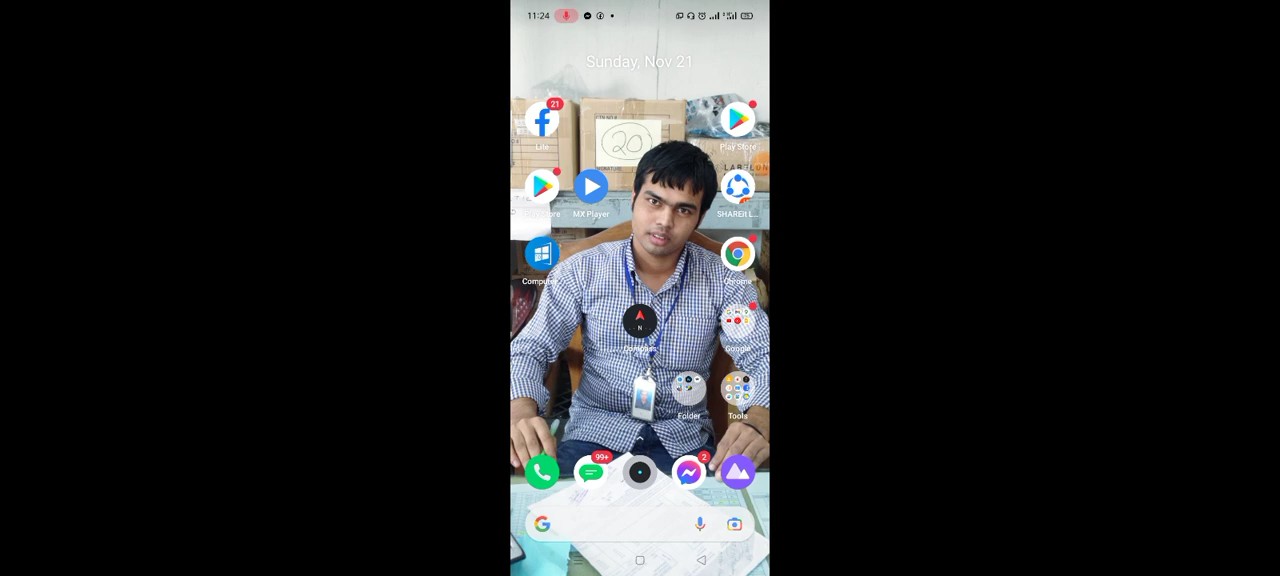 11:24
Sunday, Nov 21
21
20
Lite
Play Store
LABELON
MX Player
SHAREit L...
Chrome
N
Compass
Google
Folder
Tools
99+
2